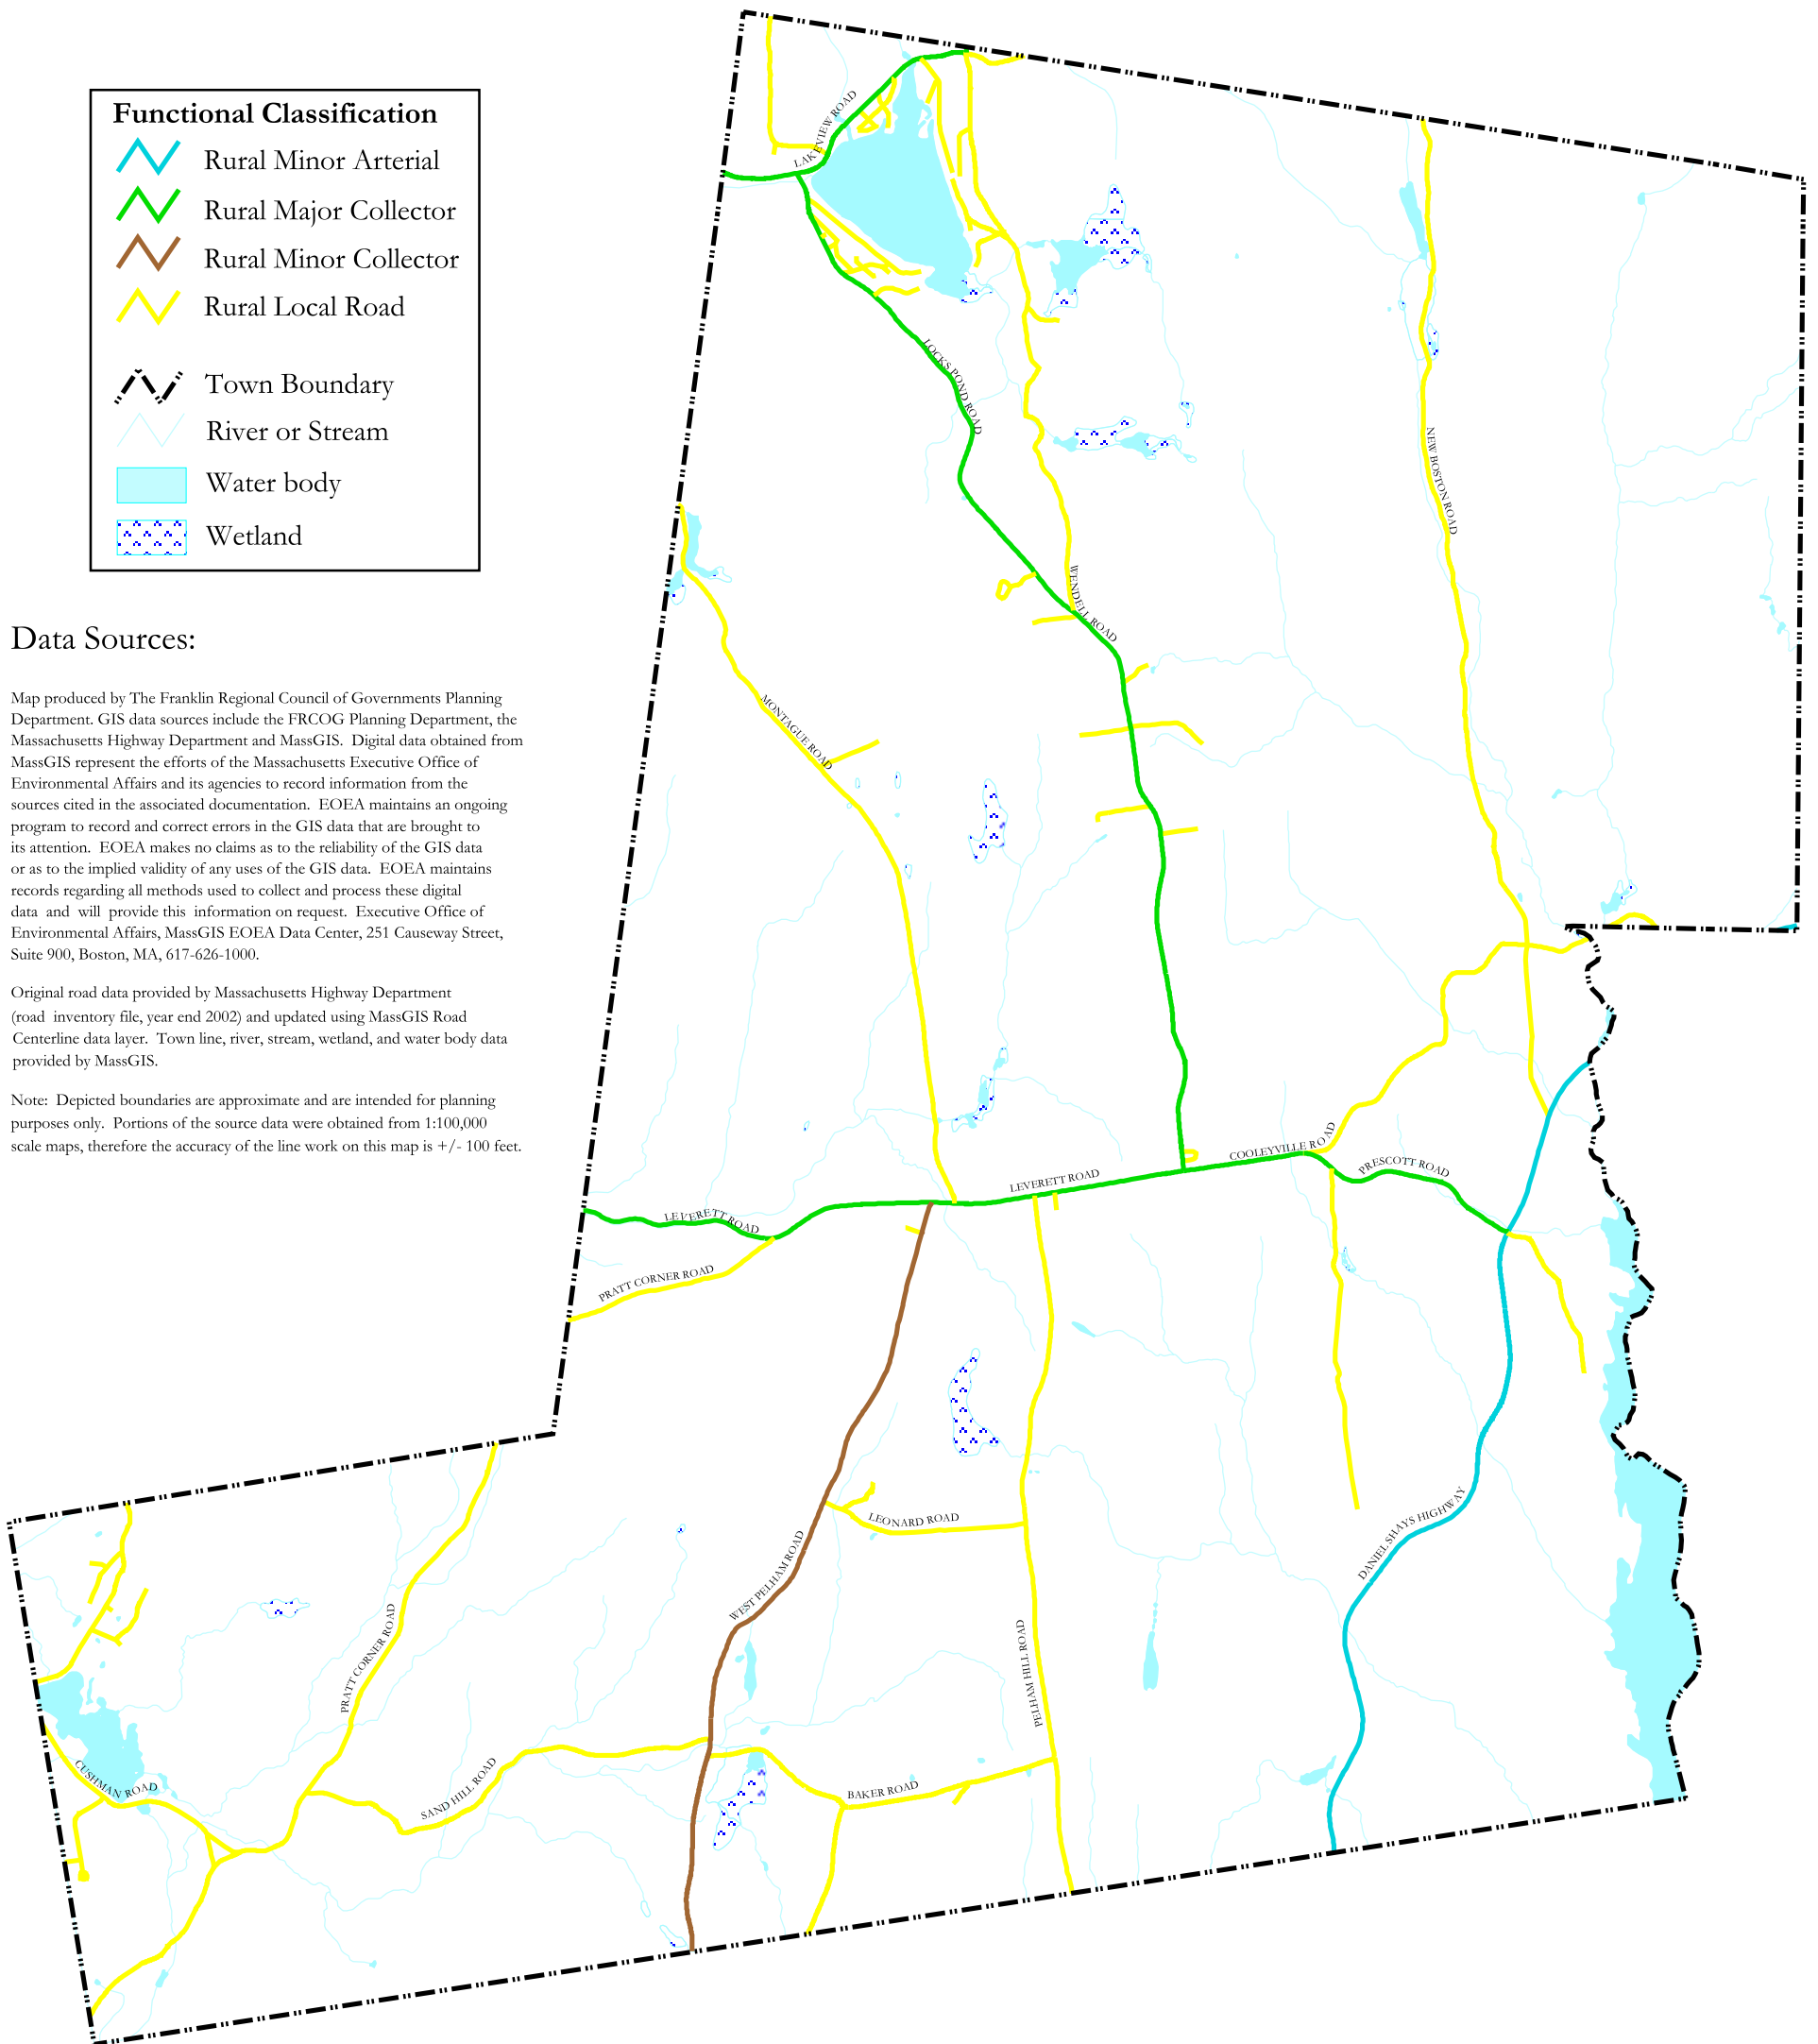 Functional Classification
Rural Minor Arterial
Rural Major Collector
Rural Minor Collector
Rural Local Road
Town Boundary
River or Stream
Water body
Wetland
Data Sources:
Map produced by The Franklin Regional Council of Governments Planning
Department. GIS data sources include the FRCOG Planning Department, the
Massachusetts Highway Department and MassGIS.  Digital data obtained from
MassGIS represent the efforts of the Massachusetts Executive Office of
Environmental Affairs and its agencies to record information from the
sources cited in the associated documentation.  EOEA maintains an ongoing
program to record and correct errors in the GIS data that are brought to
its attention.  EOEA makes no claims as to the reliability of the GIS data
or as to the implied validity of any uses of the GIS data.  EOEA maintains
records regarding all methods used to collect and process these digital
data  and  will  provide this  information on request.  Executive Office of
Environmental Affairs, MassGIS EOEA Data Center, 251 Causeway Street,
Suite 900, Boston, MA, 617-626-1000.
Original road data provided by Massachusetts Highway Department
(road  inventory file, year end 2002) and updated using MassGIS Road
Centerline data layer.  Town line, river, stream, wetland, and water body data
provided by MassGIS.
Note:  Depicted boundaries are approximate and are intended for planning
purposes only.  Portions of the source data were obtained from 1:100,000
scale maps, therefore the accuracy of the line work on this map is +/- 100 feet.
LAKEVIEW ROAD
LOCKS POND ROAD
NEW BOSTON ROAD
WENDELL ROAD
MONTAGUE ROAD
COOLEYVILLE ROAD
PRESCOTT ROAD
LEVERETT ROAD
LEVERETT ROAD
PRATT CORNER ROAD
LEONARD ROAD
DANIEL SHAYS HIGHWAY
WEST PELHAM ROAD
PRATT CORNER ROAD
PELHAM HILL ROAD
CUSHMAN ROAD
SAND HILL ROAD
BAKER ROAD